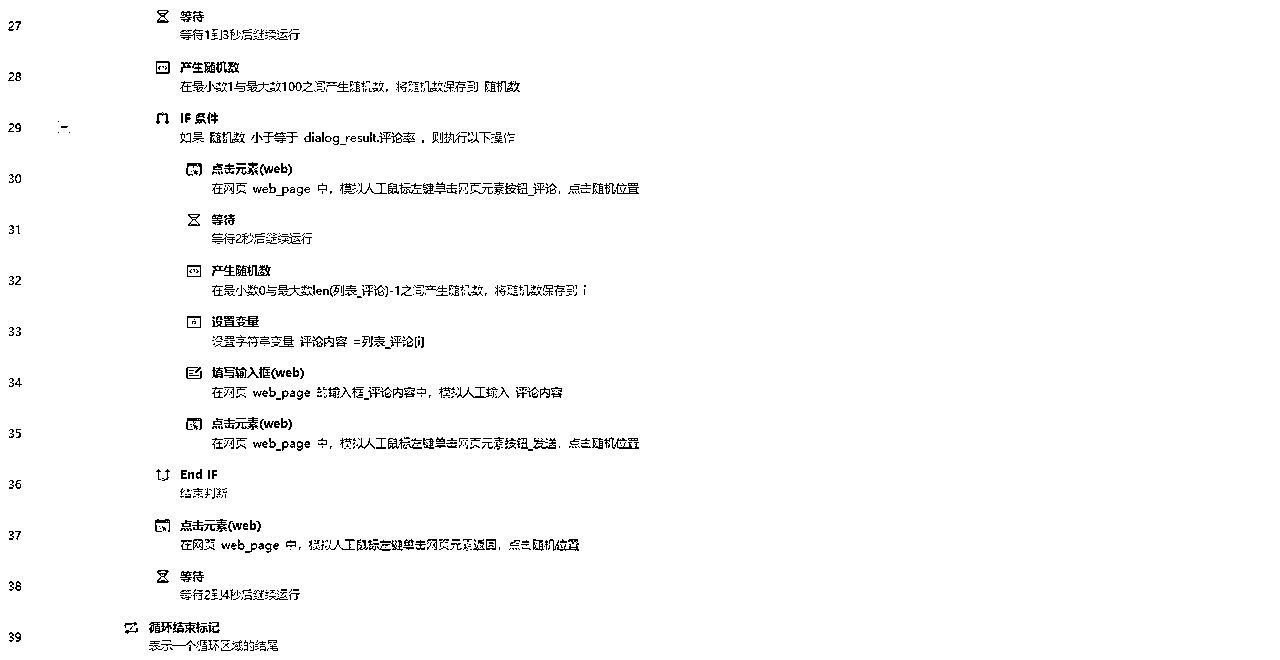 27
等待
等待1到3秒后继续运行
28
产生随机数
在最小数1与最大数100之间产生随机数，将随机数保存到 随机数
29
IF 条件
如果 随机数 小于等于 dialog_result.评论率 ，则执行以下操作
30
点击元素(web)
在网页 web_page 中，模拟人工鼠标左键单击网页元素按钮_评论，点击随机位置
31
等待
等待2秒后继续运行
32
产生随机数
在最小数0与最大数len(列表_评论)-1之间产生随机数，将随机数保存到 i
33
设置变量
设置字符串变量 评论内容 =列表_评论[i]
34
填写输入框(web)
在网页 web_page 的输入框_评论内容中，模拟人工输入 评论内容
35
点击元素(web)
在网页 web_page 中，模拟人工鼠标左键单击网页元素按钮_发送，点击随机位置
36
End IF
结束判断
37
点击元素(web)
在网页 web_page 中，模拟人工鼠标左键单击网页元素返回，点击随机位置
38
等待
等待2到4秒后继续运行
39
循环结束标记
表示一个循环区域的结尾